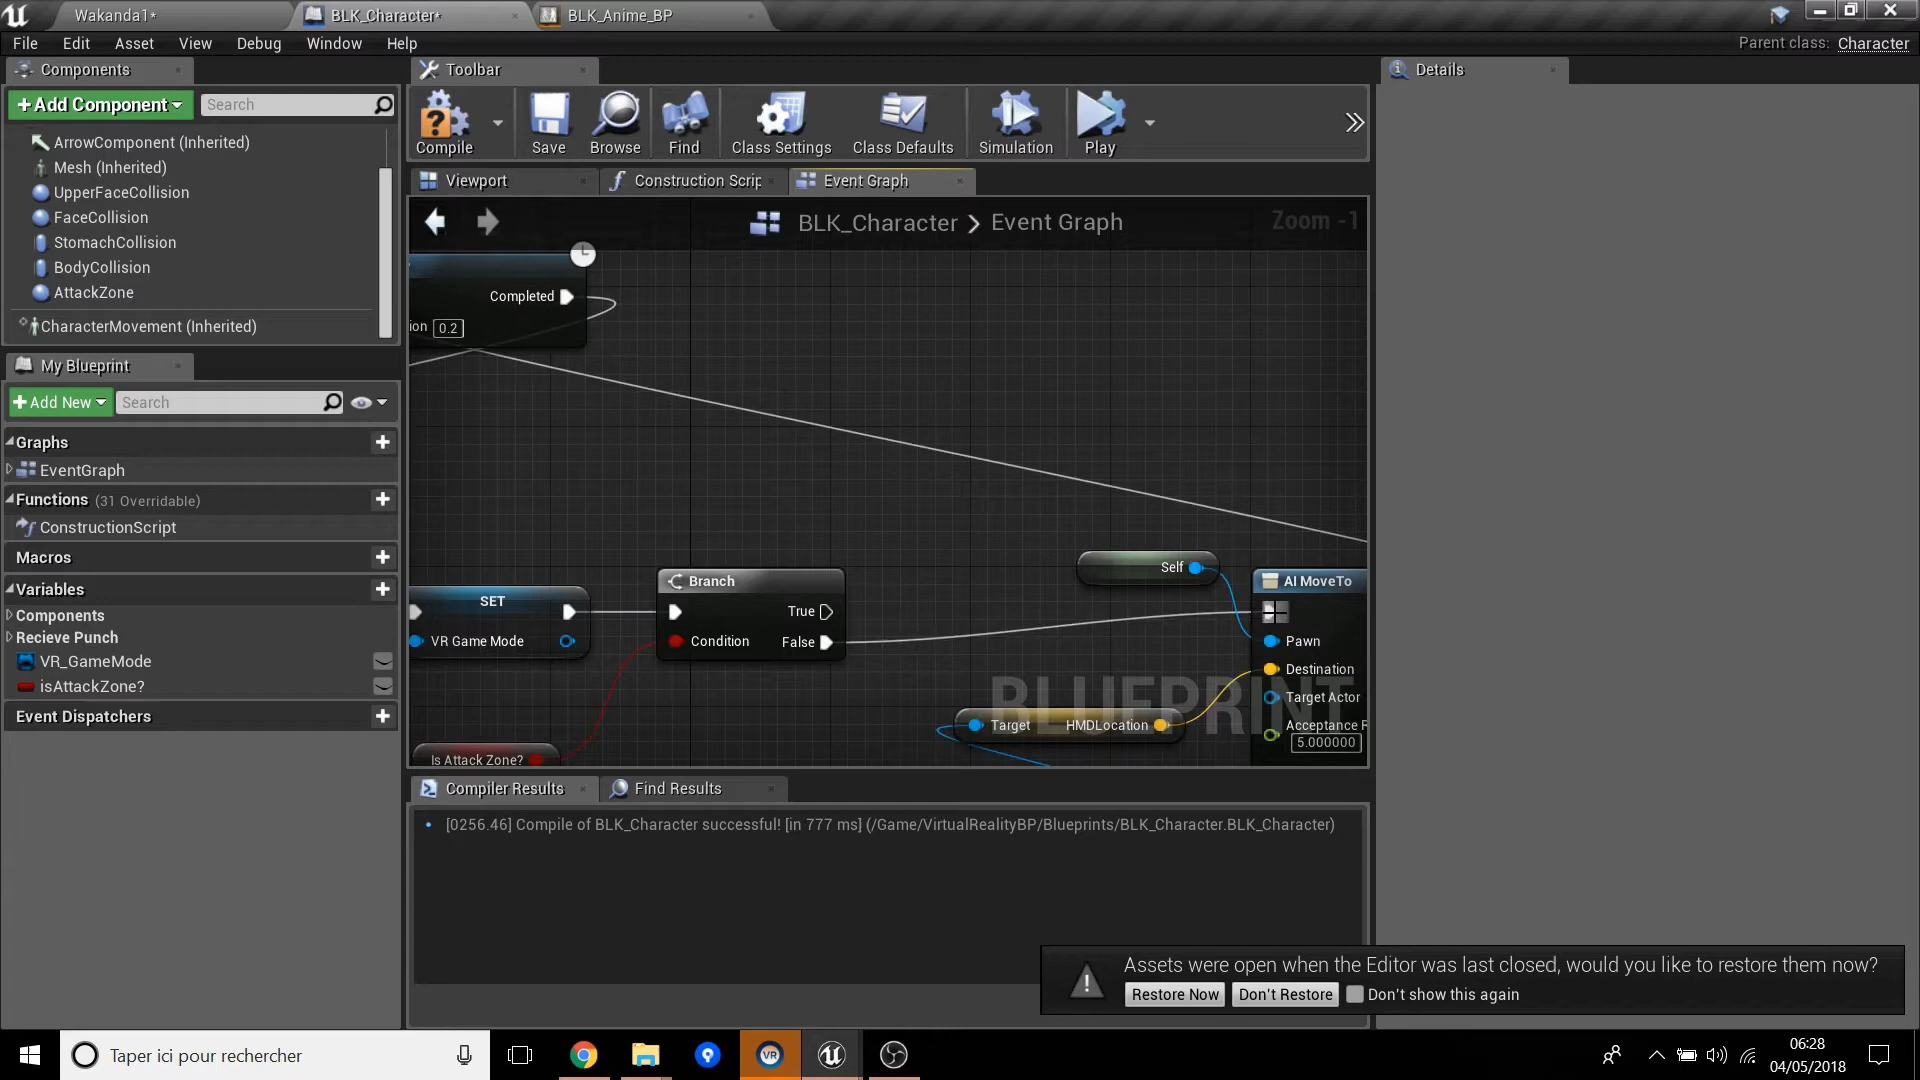 Wakanda1*
BLK_Character*
BLK_Anime_BP
File
Edit
Asset
View
Debug
Window
Help
Parent class: Character
Components
Toolbar
Details
+Add Component
Search
Compile
Save
Browse
Find
Class Settings
Class Defaults
Simulation
Play
ArrowComponent (Inherited)
Mesh (Inherited)
UpperFaceCollision
FaceCollision
StomachCollision
BodyCollision
AttackZone
CharacterMovement (Inherited)
Viewport
Construction Scrip
Event Graph
BLK_Character > Event Graph
Zoom -1
My Blueprint
+Add New
Search
Graphs
EventGraph
Functions (31 Overridable)
ConstructionScript
Macros
Variables
Components
Recieve Punch
VR_GameMode
isAttackZone?
Event Dispatchers
Completed
ion 0.2
SET
VR Game Mode
Branch
True
Condition
False
Is Attack Zone?
Self
AI MoveTo
Pawn
Destination
Target Actor
Acceptance R
5.000000
Target
HMDLocation
BLUEPRINT
Compiler Results
Find Results
[0256.46] Compile of BLK_Character successful! [in 777 ms] (/Game/VirtualRealityBP/Blueprints/BLK_Character.BLK_Character)
Assets were open when the Editor was last closed, would you like to restore them now?
Restore Now
Don't Restore
Don't show this again
Taper ici pour rechercher
VR
06:28
04/05/2018